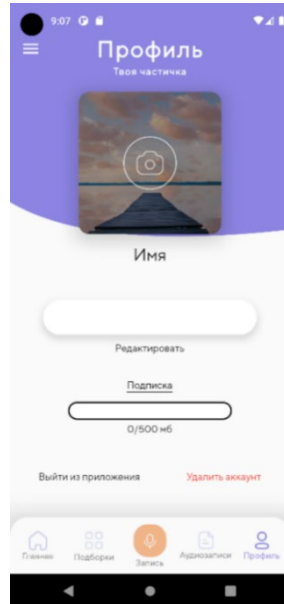 9:07
Профиль
Твоя частичка
Имя
Редактировать
Подписка
0/500 мб
Выйти из приложения Удалить аккаунт
Главная Подборки Запись Аудиозаписи Профиль